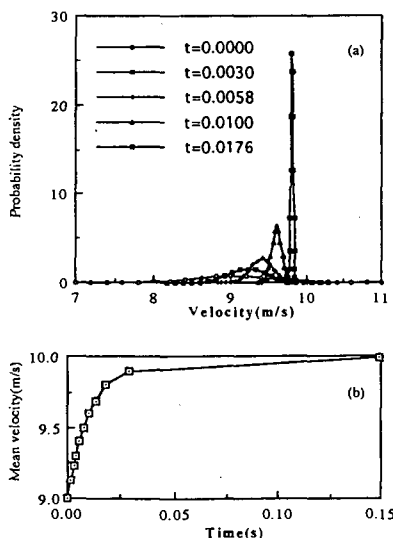 30
(a)
t=0.0000
t=0.0030
20
t=0.0058
t=0.0100
t=0.0176
10
Probability density
0
7 8 9 10 11
Velocity(m/s)
10.0
(b)
9.5
Mean velocity(m/s)
9.0
0.00 0.05 0.10 0.15
Time(s)